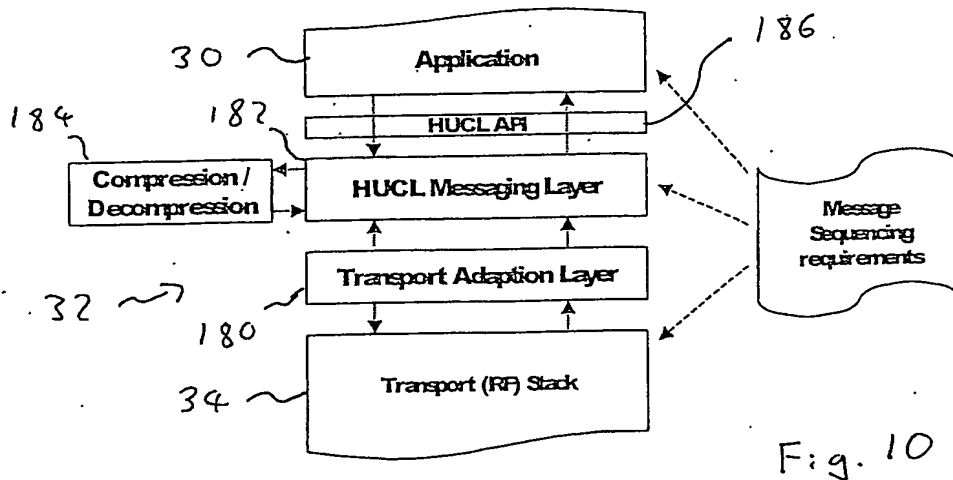 186
30
Application
184
182
HUCL API
Compression /
Decompression
HUCL Messaging Layer
Message
Sequencing
requirements
Transport Adaption Layer
32
180
Transport (RF) Stack
34
Fig. 10